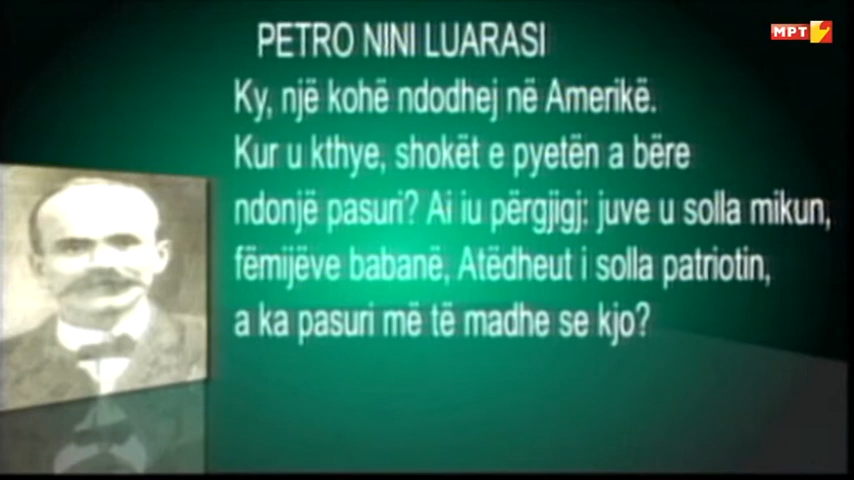 МРТ 2
PETRO NINI LUARASI
Ky, një kohë ndodhej në Amerikë.
Kur u kthye, shokët e pyetën a bëre
ndonjë pasuri? Ai iu përgjigj: juve u solla mikun,
fëmijëve babanë, Atëdheut i solla patriotin,
a ka pasuri më të madhe se kjo?